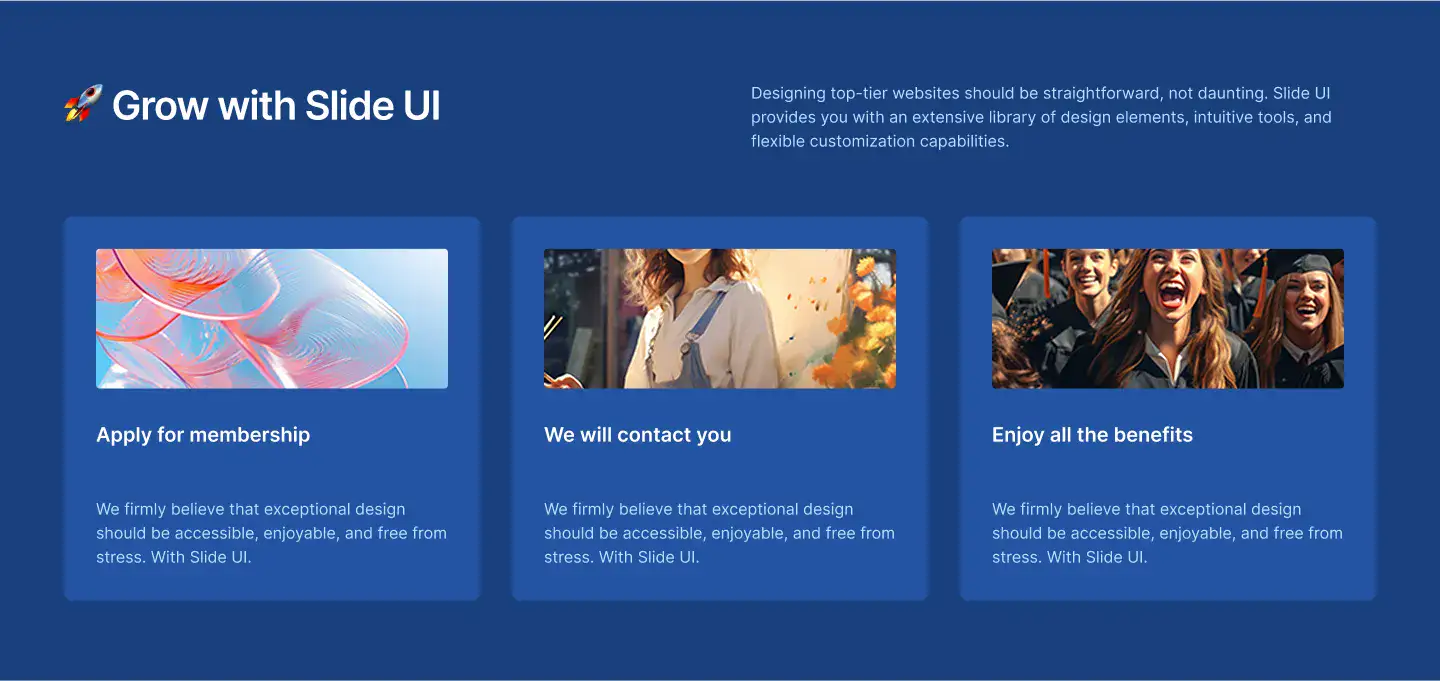 🚀 Grow with Slide UI
Designing top-tier websites should be straightforward, not daunting. Slide UI
provides you with an extensive library of design elements, intuitive tools, and
flexible customization capabilities.
Apply for membership
We firmly believe that exceptional design
should be accessible, enjoyable, and free from
stress. With Slide UI.
We will contact you
We firmly believe that exceptional design
should be accessible, enjoyable, and free from
stress. With Slide UI.
Enjoy all the benefits
We firmly believe that exceptional design
should be accessible, enjoyable, and free from
stress. With Slide UI.